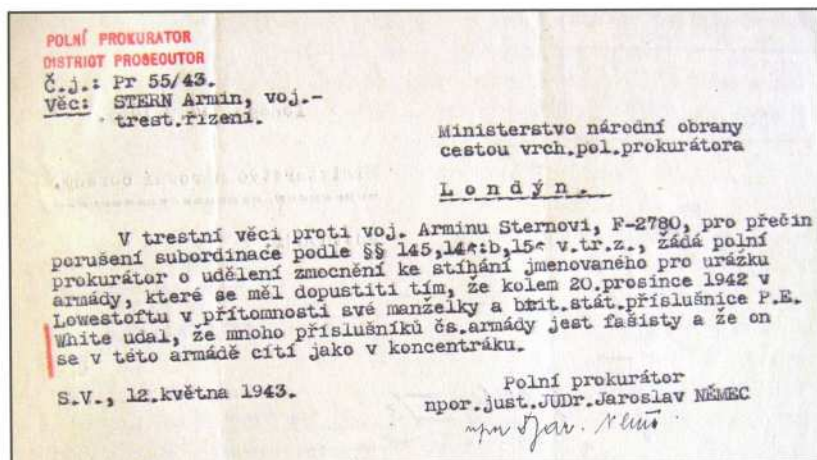 POLNÍ PROKURATOR
DISTRICT PROSEOUTOR
Č.j.: Pr 55/43.
Věc: STERN Armin, voj.-
trest.řízení.
Ministerstvo národní obrany
cestou vrch.pol.prokurátora
Londýn.
V trestní věci proti voj. Arminu Sternovi, F-2780, pro přečin
porušení subordinace podle §§ 145, v.tr.z., žádá polní
prokurátor o udělení zmocnění ke stíhání jmenovaného pro urážku
armády, které se měl dopustiti tím, že kolem 20.prosince 1942 v
Lowestoftu v přítomnosti své manželky a brit.stát.příslušnice P.E.
White udal, že mnoho příslušníků čs.armády jest fašisty a že on
se v této armádě cítí jako v koncentráku.
S.V., 12.května 1943.
Polní prokurátor
npor.just.JUDr.Jaroslav NĚMEC